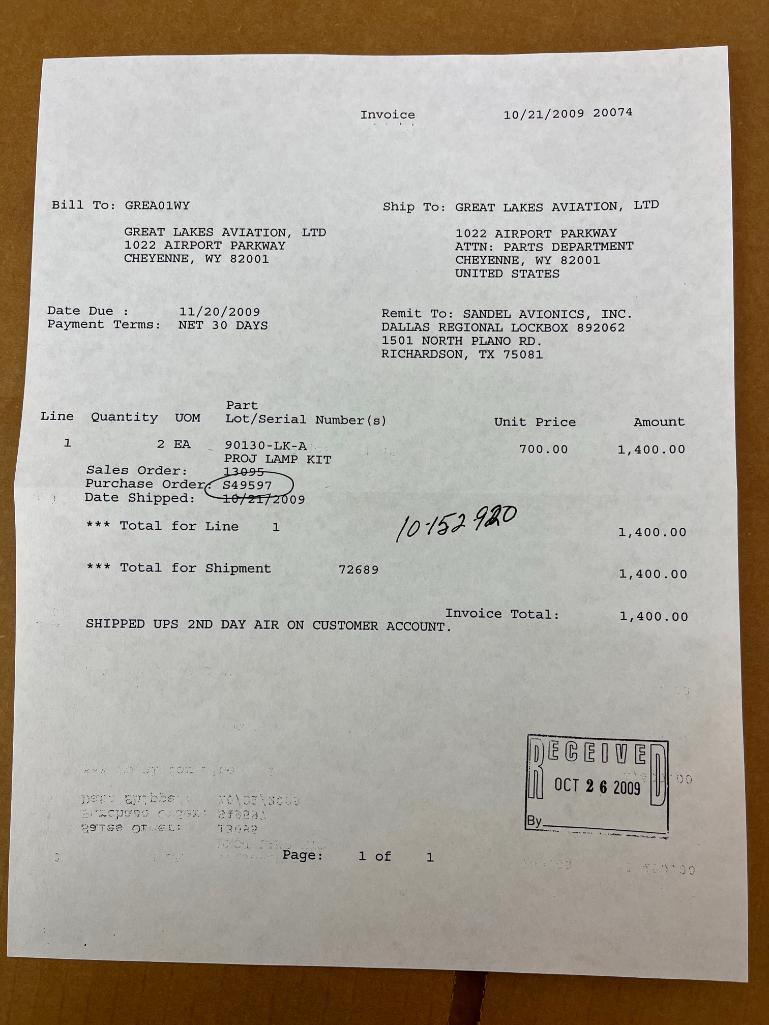 Invoice 10/21/2009 20074
Bill To: GREA01WY
GREAT LAKES AVIATION, LTD
1022 AIRPORT PARKWAY
CHEYENNE, WY 82001
Ship To: GREAT LAKES AVIATION, LTD
1022 AIRPORT PARKWAY
ATTN: PARTS DEPARTMENT
CHEYENNE, WY 82001
UNITED STATES
Date Due : 11/20/2009
Payment Terms: NET 30 DAYS
Remit To: SANDEL AVIONICS, INC.
DALLAS REGIONAL LOCKBOX 892062
1501 NORTH PLANO RD.
RICHARDSON, TX 75081
Part
Line Quantity UOM Lot/Serial Number(s) Unit Price Amount
1 2 EA 90130-LK-A 700.00 1,400.00
PROJ LAMP KIT
Sales Order: 13095
Purchase Order: S49597
Date Shipped: 10/21/2009
*** Total for Line 1 1,400.00
10-152920
*** Total for Shipment 72689 1,400.00
Invoice Total: 1,400.00
SHIPPED UPS 2ND DAY AIR ON CUSTOMER ACCOUNT.
RECEIVED
OCT 26 2009
By
Page: 1 of 1